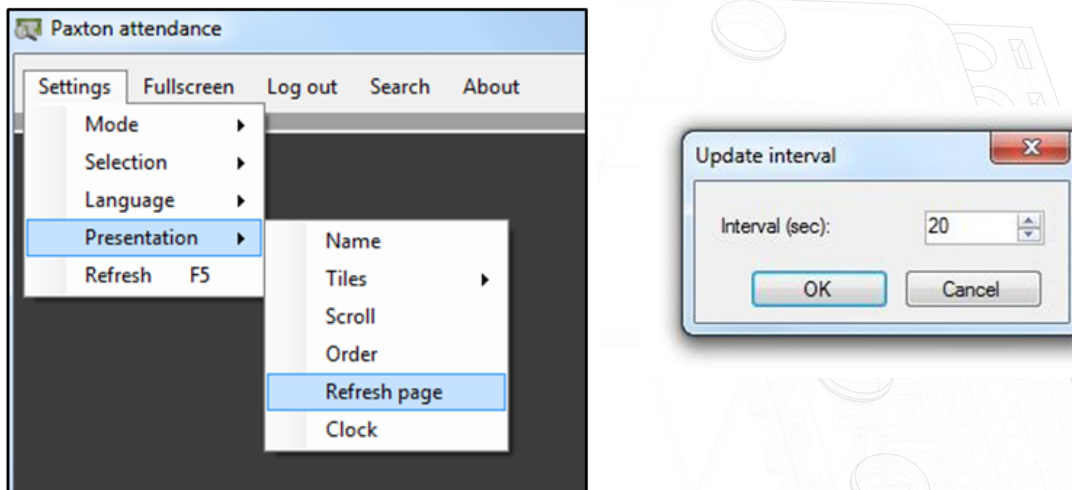 Paxton attendance
Settings Fullscreen Log out Search About
Mode
Selection
Language
Presentation
Refresh F5
Name
Tiles
Scroll
Order
Refresh page
Clock
Update interval
Interval (sec): 20
OK Cancel